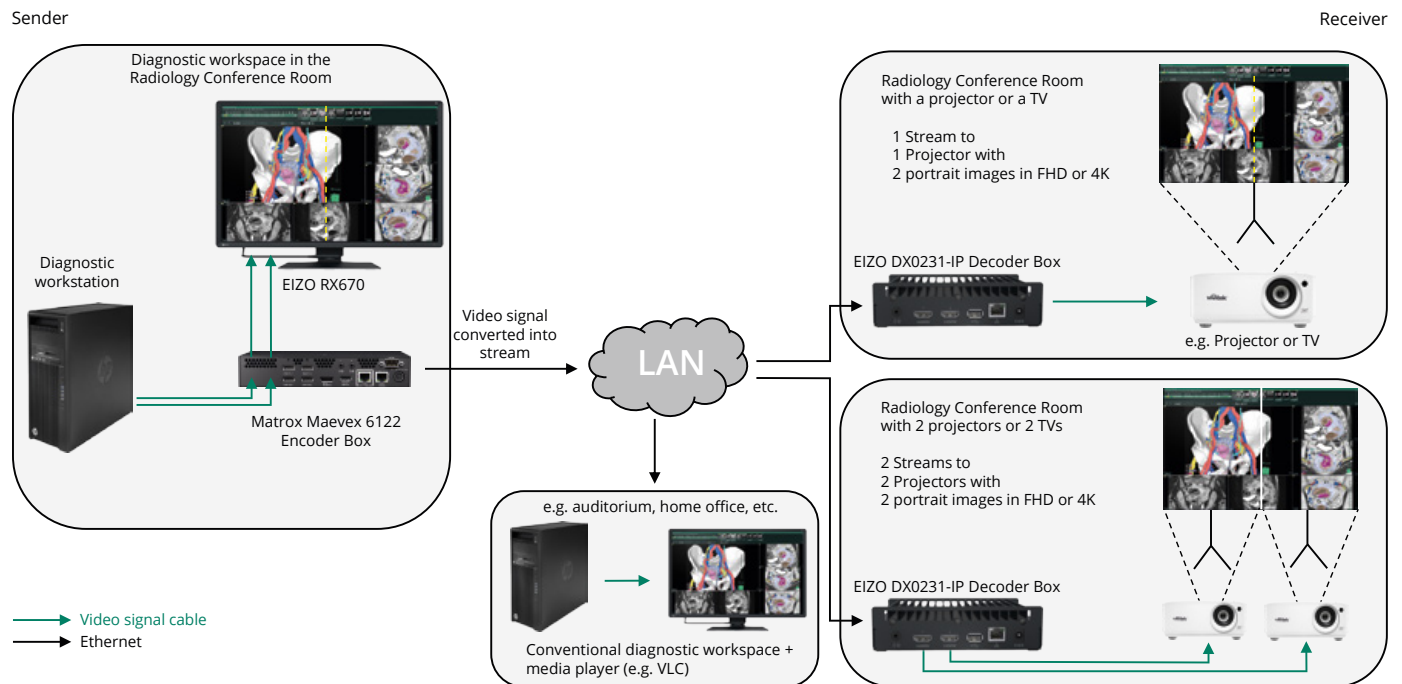 Sender
Receiver
Diagnostic workspace in the
Radiology Conference Room
Diagnostic
workstation
EIZO RX670
Matrox Maevex 6122
Encoder Box
Video signal
converted into
stream
LAN
Radiology Conference Room
with a projector or a TV
1 Stream to
1 Projector with
2 portrait images in FHD or 4K
EIZO DX0231-IP Decoder Box
e.g. Projector or TV
Radiology Conference Room
with 2 projectors or 2 TVs
2 Streams to
2 Projectors with
2 portrait images in FHD or 4K
EIZO DX0231-IP Decoder Box
e.g. auditorium, home office, etc.
Conventional diagnostic workspace +
media player (e.g. VLC)
Video signal cable
Ethernet